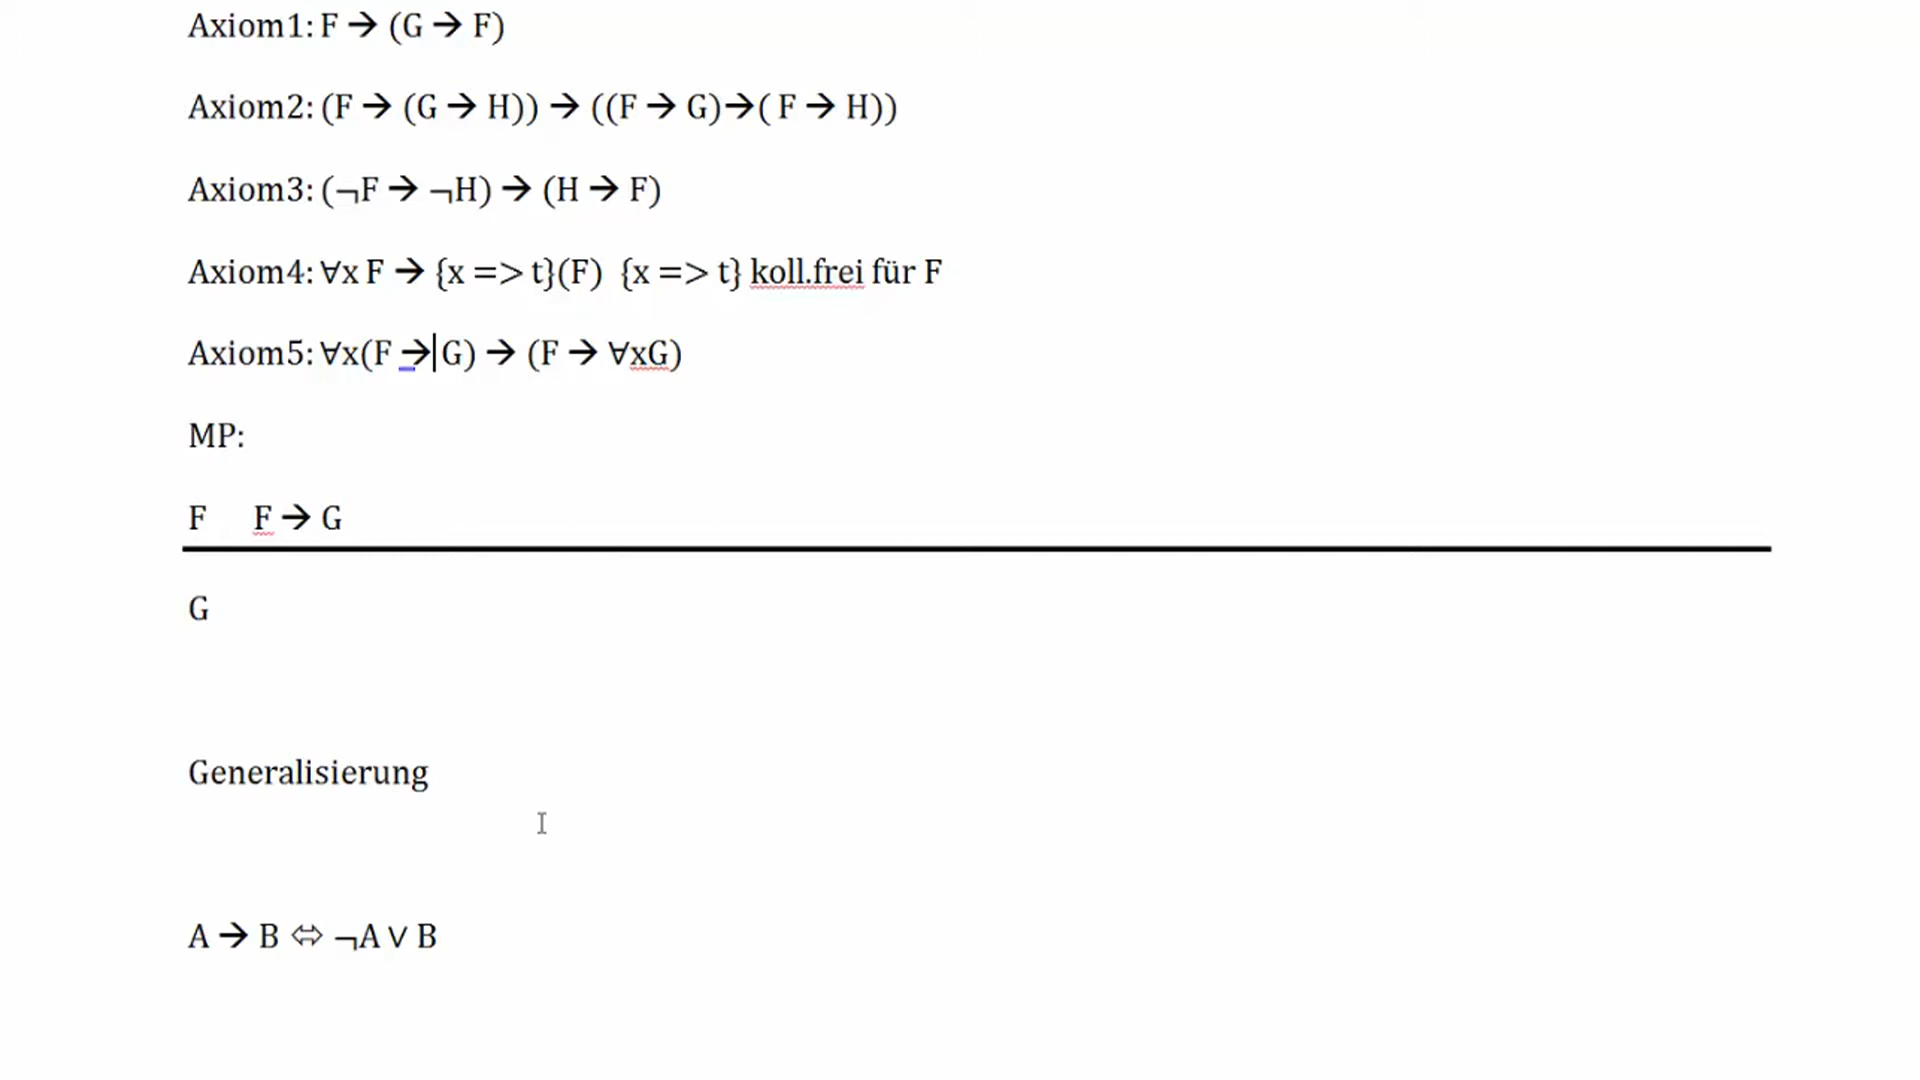 Axiom1: F → (G → F)
Axiom2: (F → (G → H)) → ((F → G)→( F → H))
Axiom3: (¬F → ¬H) → (H → F)
Axiom4: ∀x F → {x => t}(F)  {x => t} koll.frei für F
Axiom5: ∀x(F → G) → (F → ∀xG)
MP:
F     F → G
G
Generalisierung
A → B ⇔ ¬A ∨ B